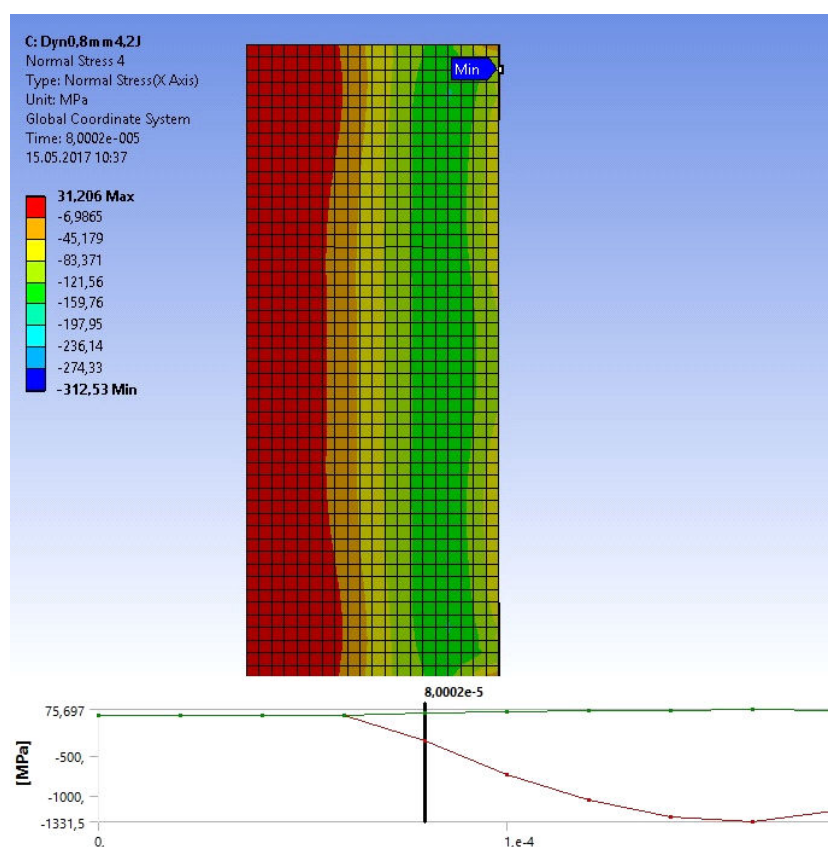 C: Dyn0,8mm4,2J
Normal Stress 4
Type: Normal Stress(X Axis)
Unit: MPa
Global Coordinate System
Time: 8,0002e-005
15.05.2017 10:37
31,206 Max
-6,9865
-45,179
-83,371
-121,56
-159,76
-197,95
-236,14
-274,33
-312,53 Min
Min
8,0002e-5
75,697
-500,
-1000,
-1331,5
[MPa]
0,
1,e-4